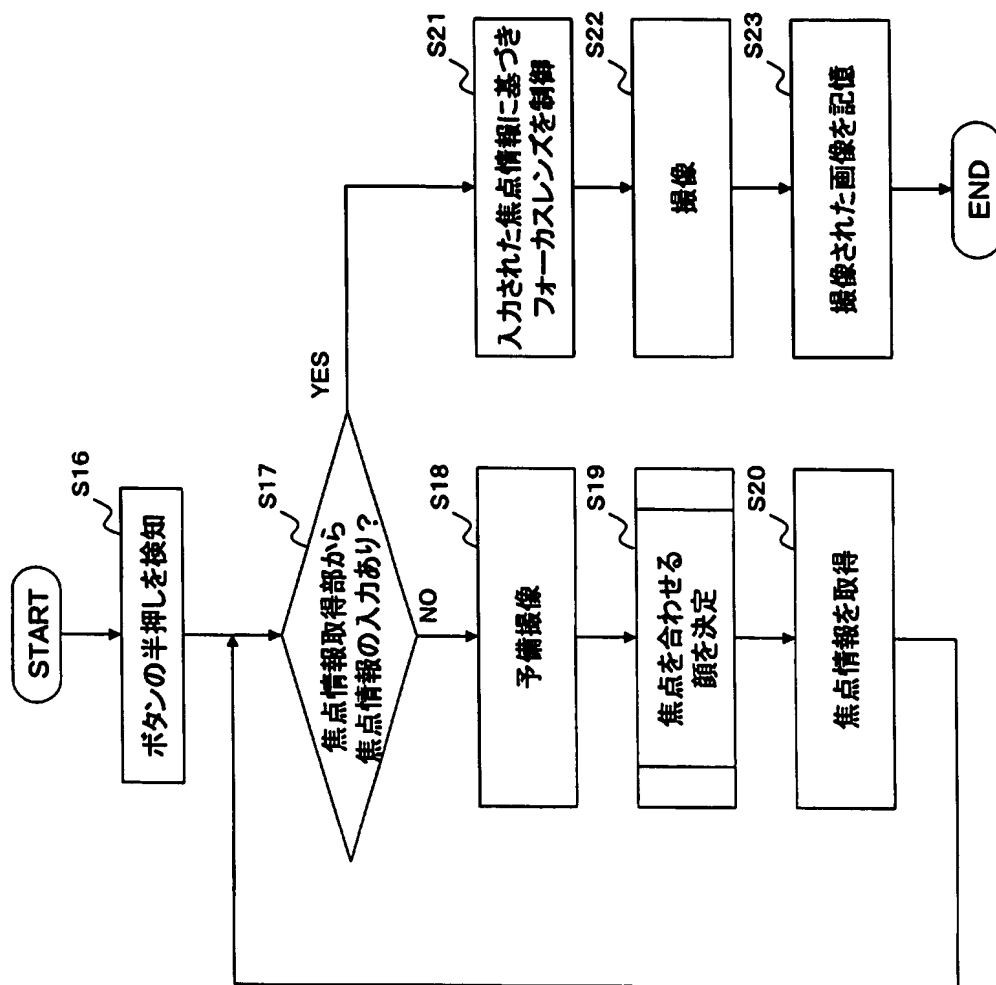 START
S16
ボタンの半押しを検知
S17
焦点情報取得部から
焦点情報の入力あり?
YES
NO
S18
予備撮像
S19
焦点を合わせる
顔を決定
S20
焦点情報を取得
S21
入力された焦点情報に基づき
フォーカスレンズを制御
S22
撮像
S23
撮像された画像を記憶
END